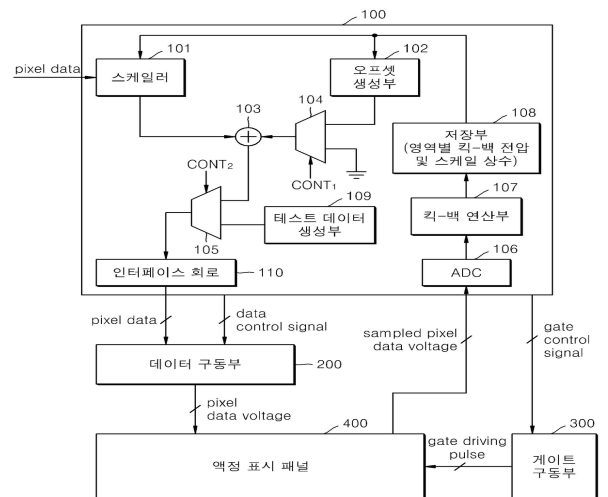 100
101
102
pixel data
스케일러
오프셋
생성부
103
104
108
저장부
(영역별 킥-백 전압
및 스케일 상수)
CONT2
CONT1
107
109
킥-백 연산부
테스트 데이터
생성부
105
106
인터페이스 회로
110
ADC
pixel data
data
control signal
sampled pixel
data voltage
gate
control
signal
데이터 구동부
200
pixel
data voltage
400
300
gate driving
pulse
액정 표시 패널
게이트
구동부